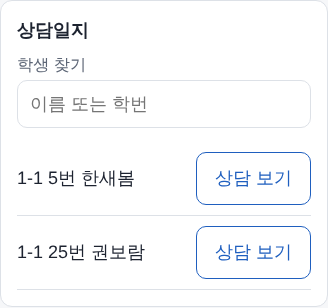 상담일지
학생 찾기
이름 또는 학번
1-1 5번 한새봄 상담 보기
1-1 25번 권보람 상담 보기